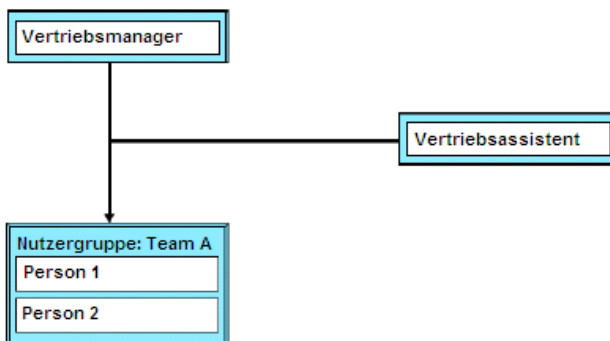 Vertriebsmanager
Vertriebsassistent
Nutzergruppe: Team A
Person 1
Person 2